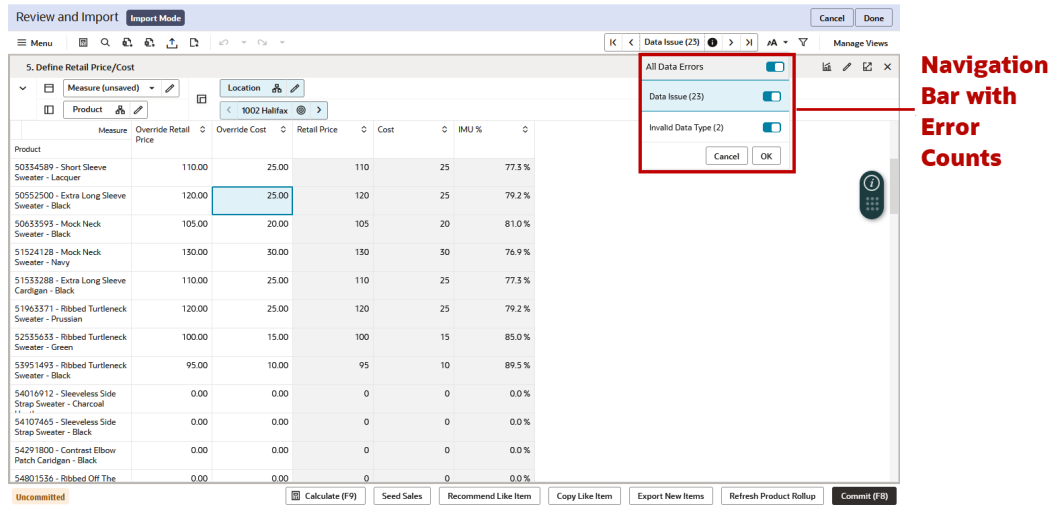 Review and Import Import Mode Cancel Done
Menu Data Issue (23) AA Manage Views
5. Define Retail Price/Cost
All Data Errors
Data Issue (23)
Invalid Data Type (2)
Cancel OK
Navigation
Bar with
Error
Counts
Measure (unsaved) Location
Product 1002 Halifax
Measure Override Retail Price Override Cost Retail Price Cost IMU %
Product
50334589 - Short Sleeve 110.00 25.00 110 25 77.3 %
Sweater - Lacquer
50552500 - Extra Long Sleeve 120.00 25.00 120 25 79.2 %
Sweater - Black
50633593 - Mock Neck 105.00 20.00 105 20 81.0 %
Sweater - Black
51524128 - Mock Neck 130.00 30.00 130 30 76.9 %
Sweater - Navy
51533288 - Extra Long Sleeve 110.00 25.00 110 25 77.3 %
Cardigan - Black
51963371 - Ribbed Turtleneck 120.00 25.00 120 25 79.2 %
Sweater - Prussian
52535633 - Ribbed Turtleneck 100.00 15.00 100 15 85.0 %
Sweater - Green
53951493 - Ribbed Turtleneck 95.00 10.00 95 10 89.5 %
Sweater - Black
54016912 - Sleeveless Side 0.00 0.00 0 0 0.0 %
Strap Sweater - Charcoal
54107465 - Sleeveless Side 0.00 0.00 0 0 0.0 %
Strap Sweater - Black
54291800 - Contrast Elbow 0.00 0.00 0 0 0.0 %
Patch Caridgan - Black
54801536 - Ribbed Off The 0.00 0.00 0 0 0.0 %
Uncommitted Calculate (F9) Seed Sales Recommend Like Item Copy Like Item Export New Items Refresh Product Rollup Commit (F8)